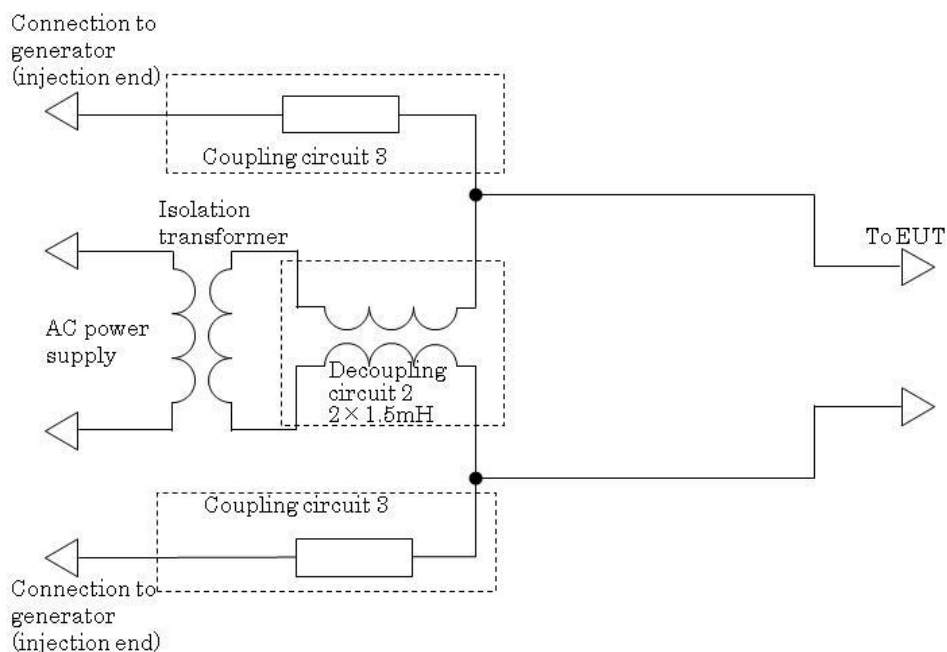 Connection to
generator
(injection end)
Coupling circuit 3
Isolation
transformer
To EUT
AC power
supply
Decoupling
circuit 2
2×1.5mH
Coupling circuit 3
Connection to
generator
(injection end)